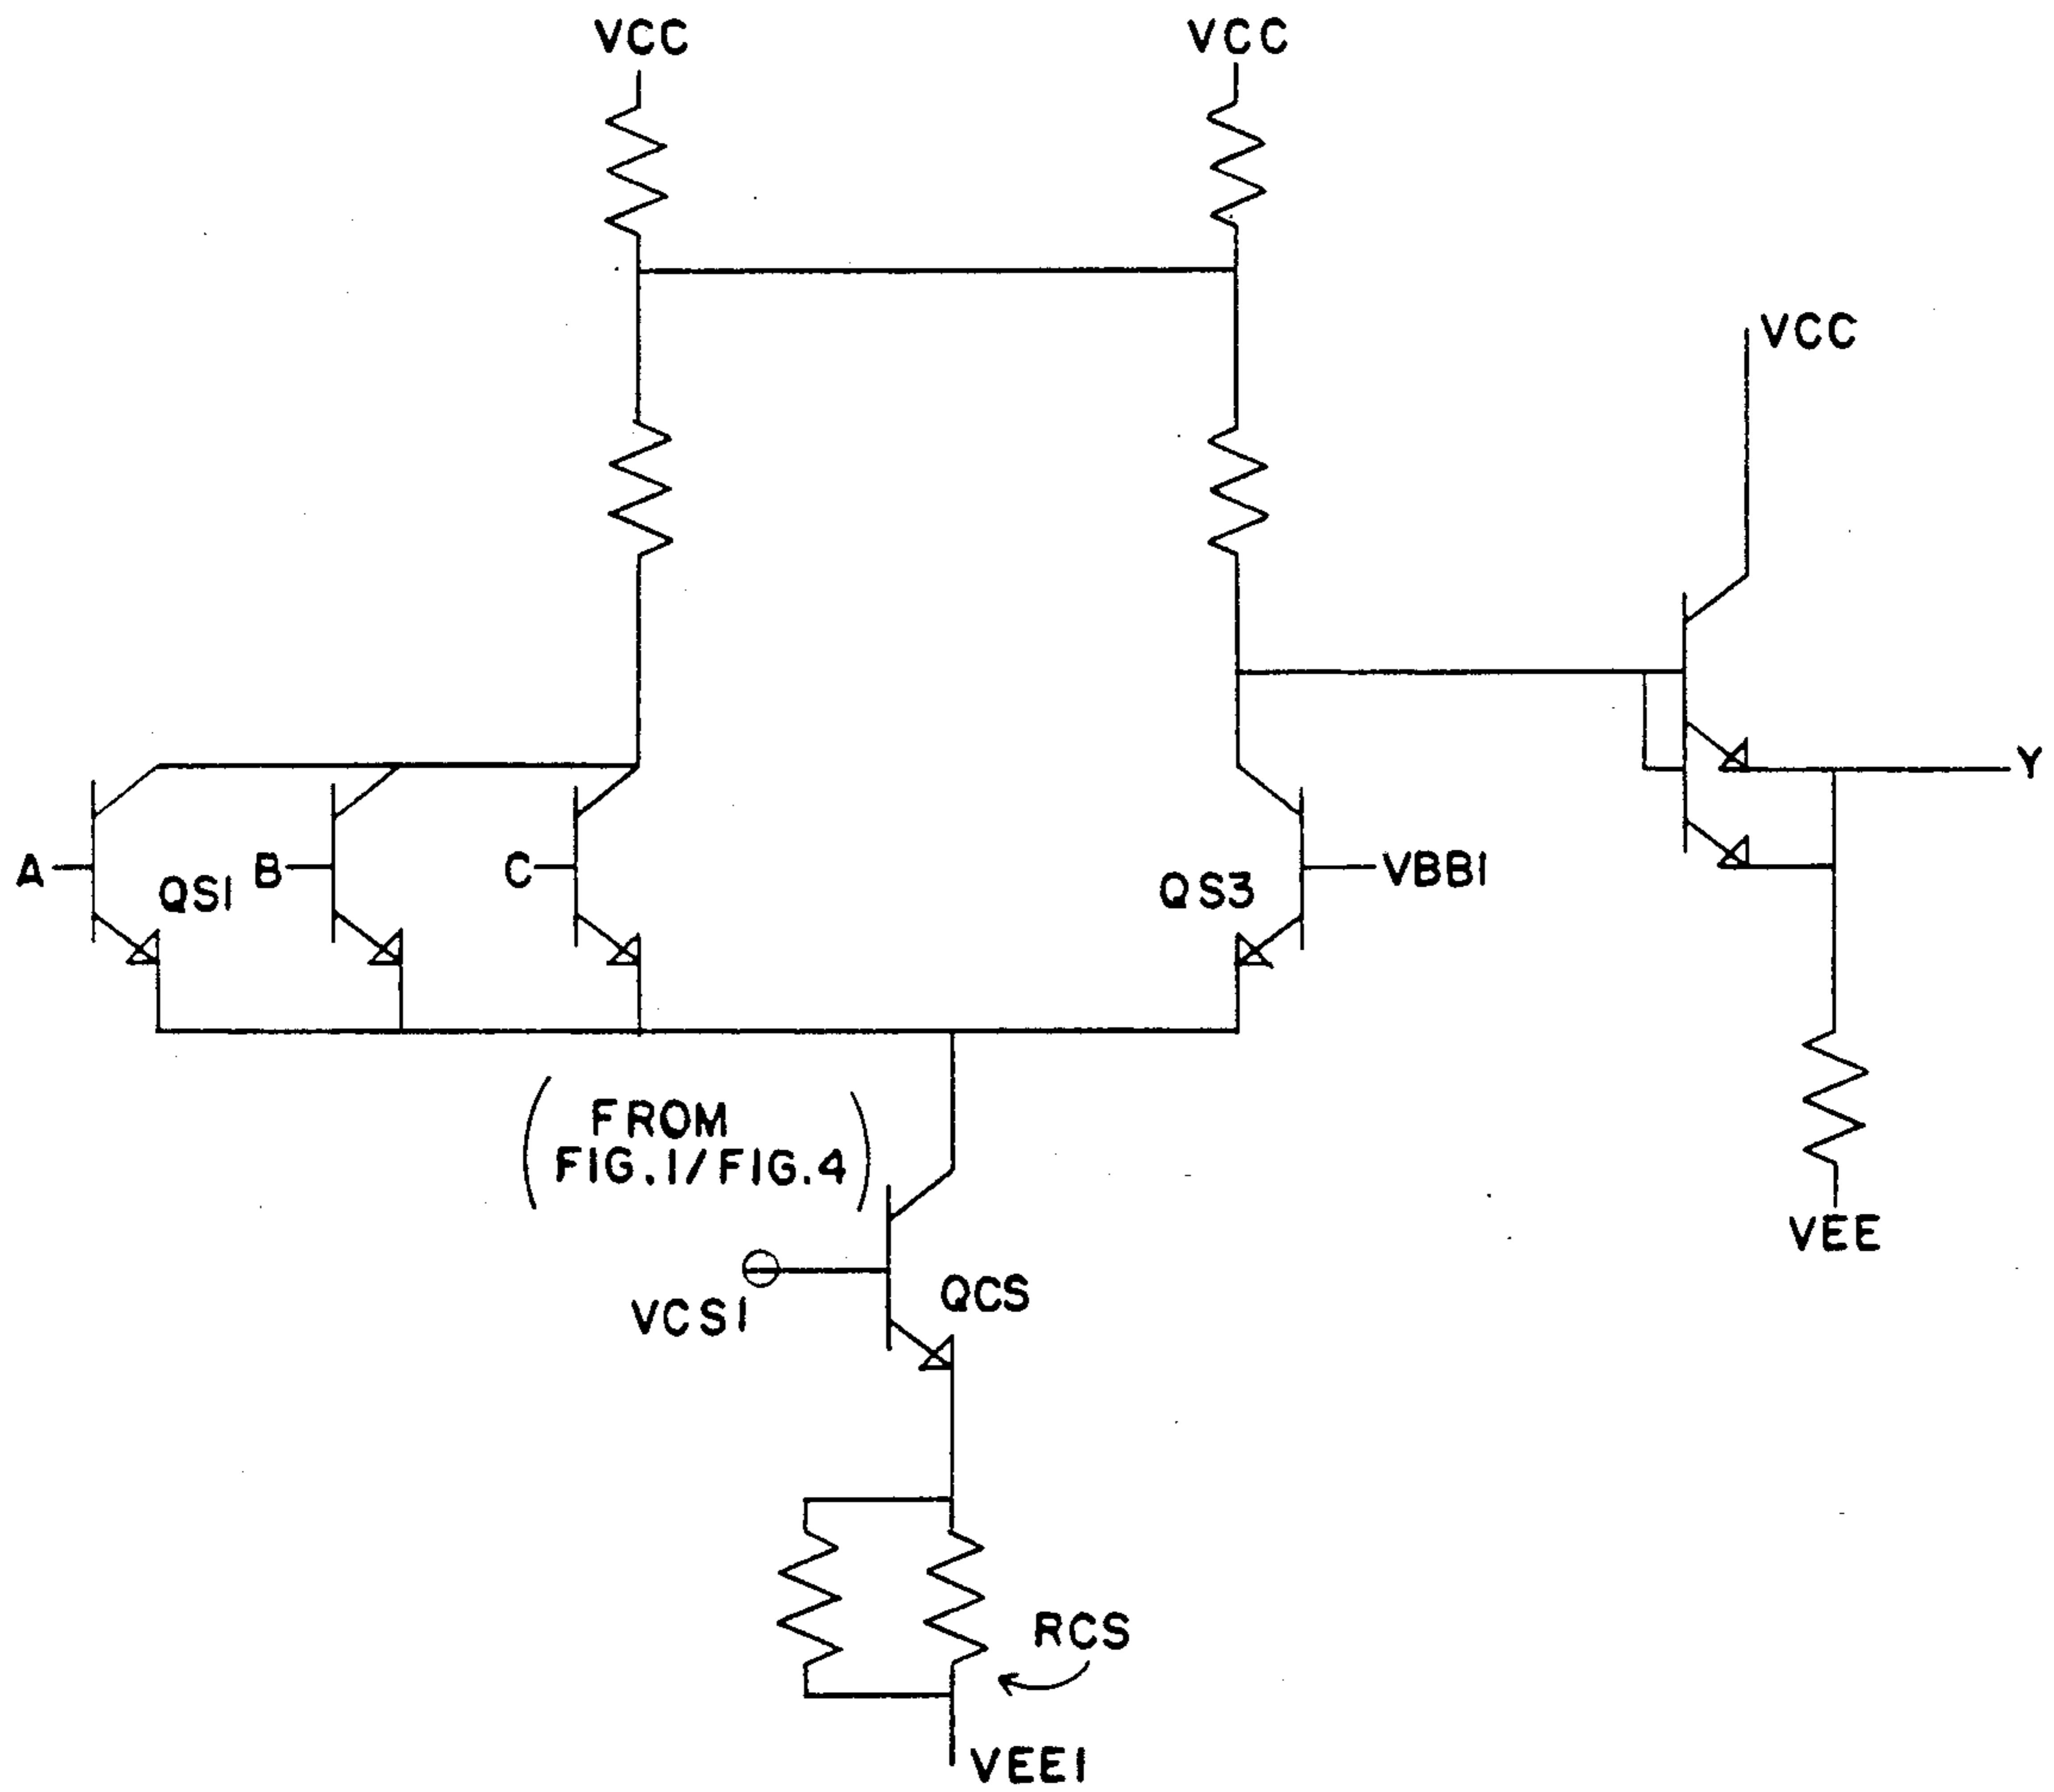 VCC
VCC
VCC
Y
A
QS1
B
C
QS3
VBB1
(FROM
FIG.1/FIG.4)
VEE
VCS1
QCS
RCS
VEE1